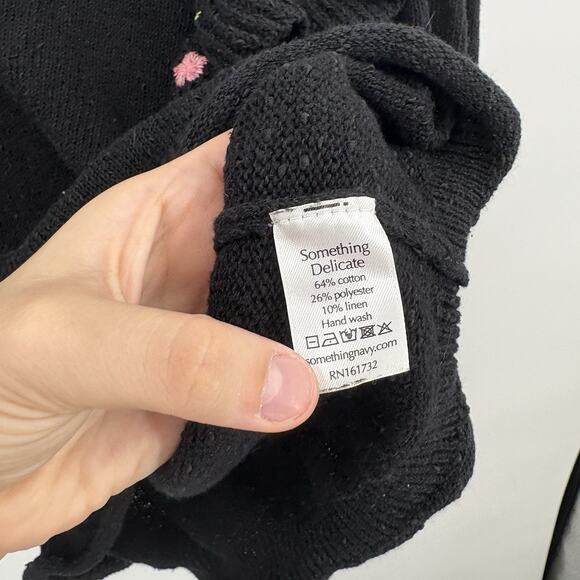 Something
Delicate
64% cotton
26% polyester
10% linen
Hand wash
somethingnavy.com
RN161732